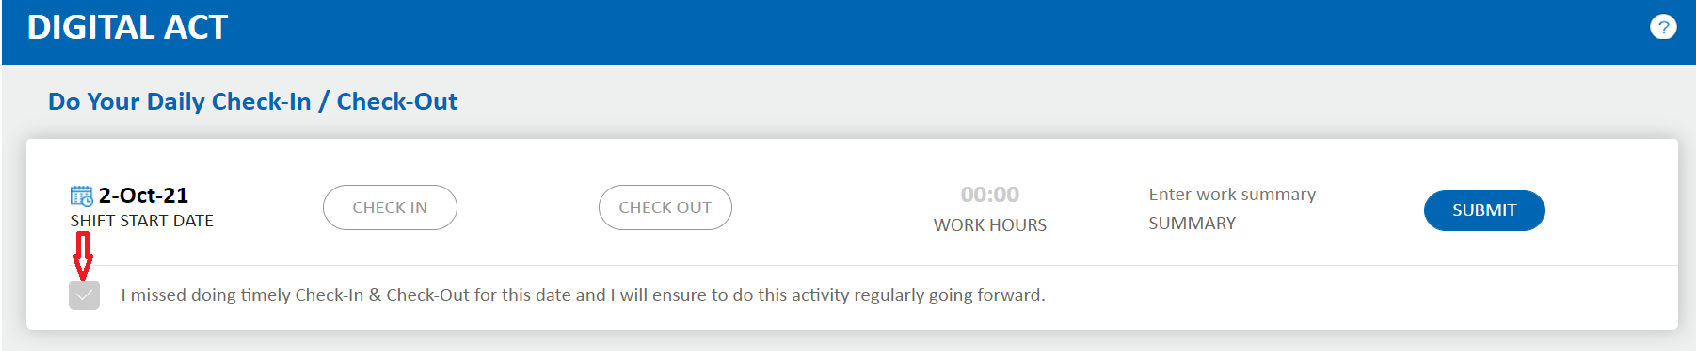 DIGITAL ACT
?
Do Your Daily Check-In / Check-Out
2-Oct-21
SHIFT START DATE
CHECK IN
CHECK OUT
00:00
WORK HOURS
Enter work summary
SUMMARY
SUBMIT
I missed doing timely Check-In & Check-Out for this date and I will ensure to do this activity regularly going forward.